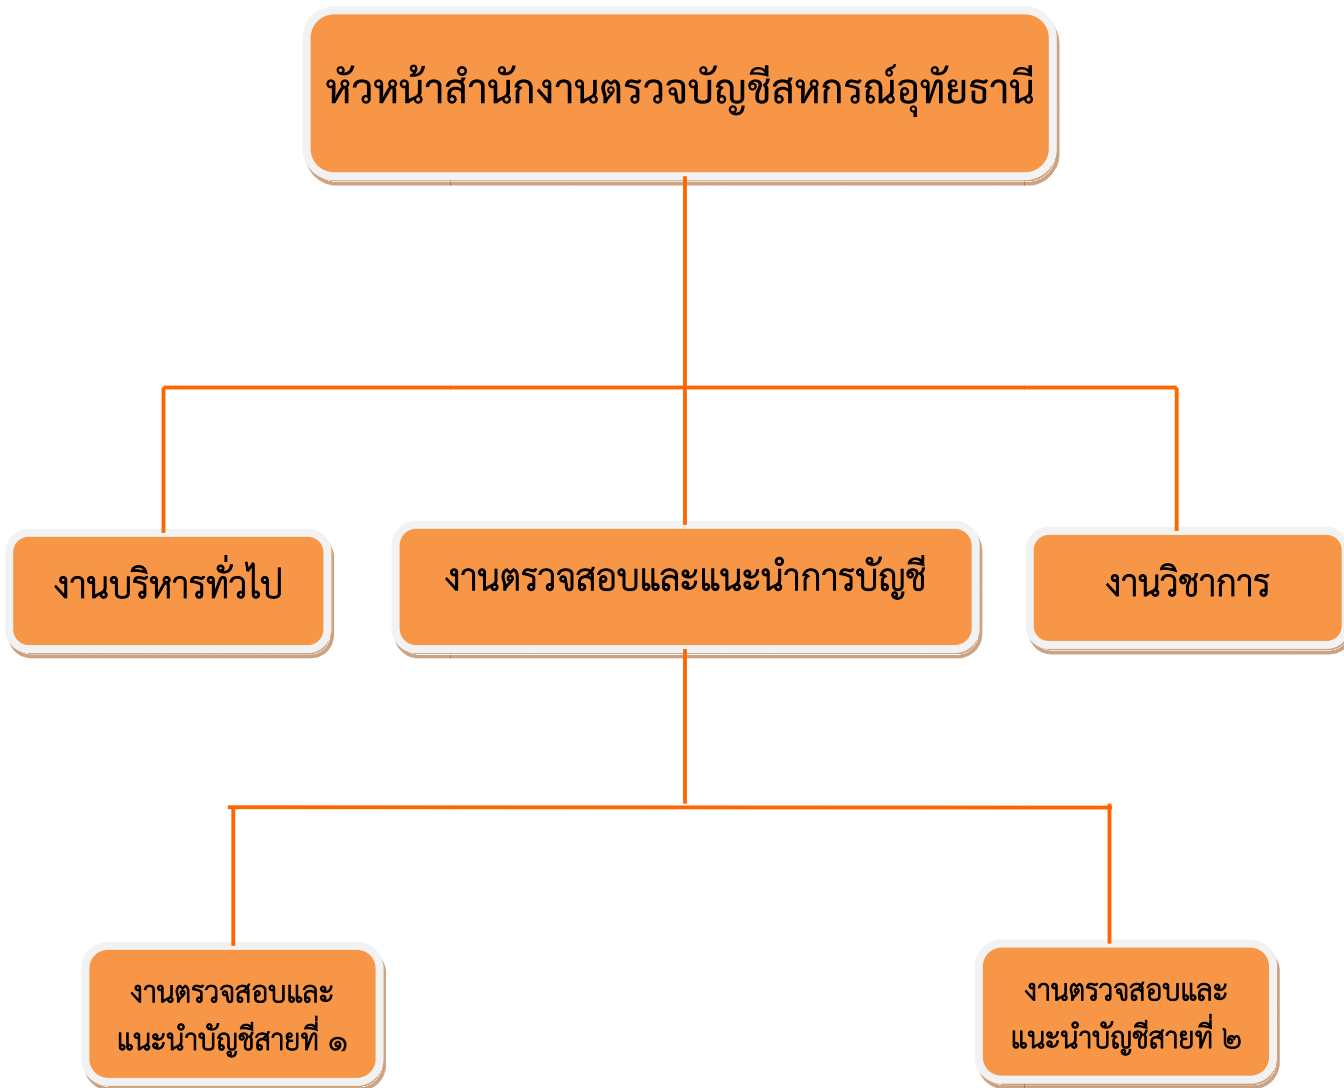 หัวหน้าสำนักงานตรวจบัญชีสหกรณ์อุทัยธานี
งานบริหารทั่วไป
งานตรวจสอบและแนะนำการบัญชี
งานวิชาการ
งานตรวจสอบและ
แนะนำบัญชีสายที่ ๑
งานตรวจสอบและ
แนะนำบัญชีสายที่ ๒